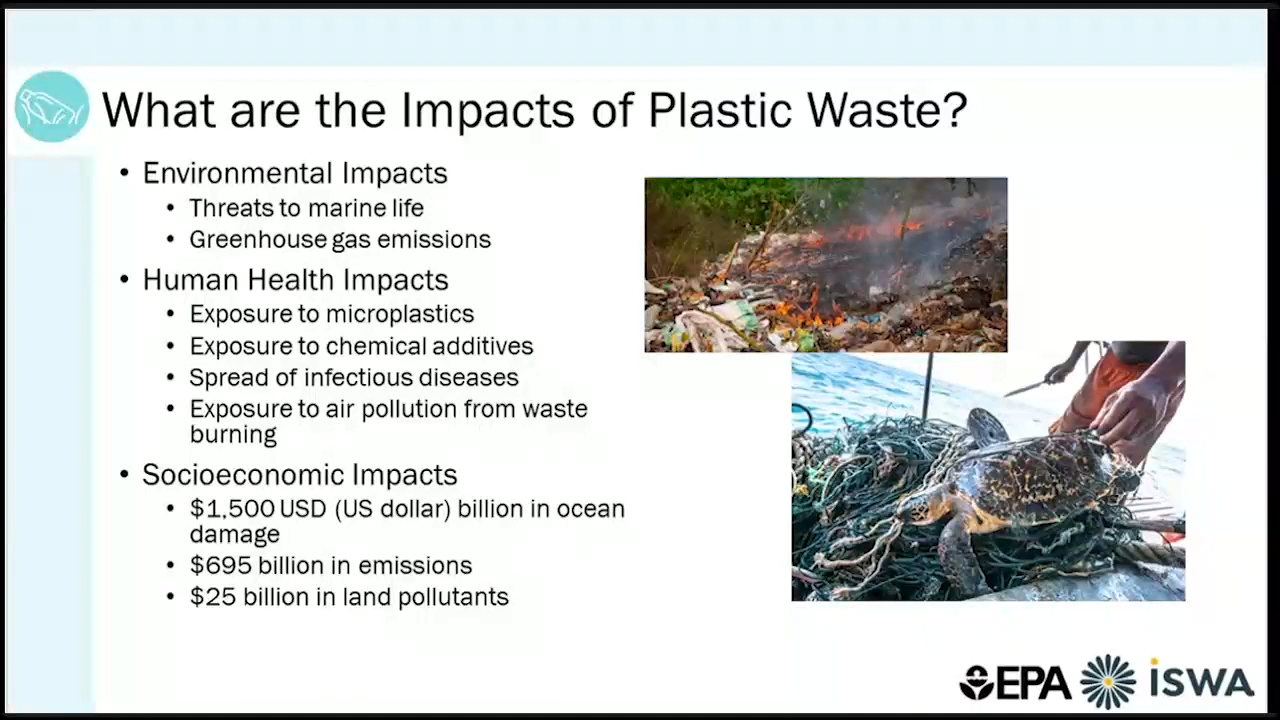 What are the Impacts of Plastic Waste?
• Environmental Impacts
• Threats to marine life
• Greenhouse gas emissions
• Human Health Impacts
• Exposure to microplastics
• Exposure to chemical additives
• Spread of infectious diseases
• Exposure to air pollution from waste
burning
• Socioeconomic Impacts
• $1,500 USD (US dollar) billion in ocean
damage
• $695 billion in emissions
• $25 billion in land pollutants
EPA iSWA